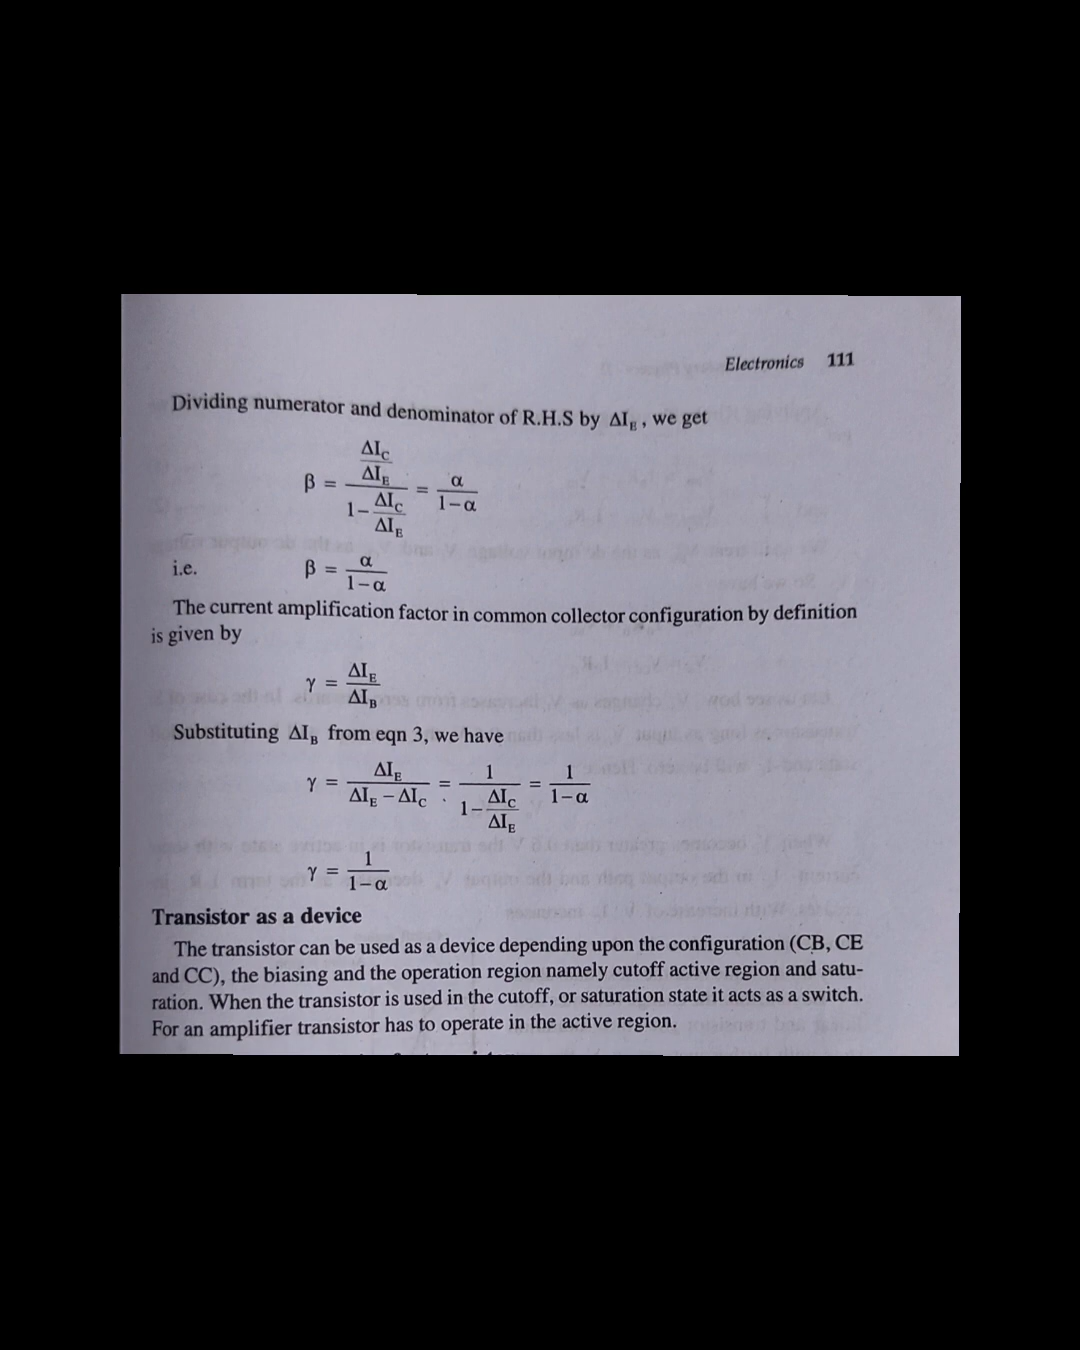 Electronics 111
Dividing numerator and denominator of R.H.S by ΔI_E, we get
β = (ΔI_C / ΔI_E) / (1 − ΔI_C / ΔI_E) = α / (1−α)
i.e. β = α / (1−α)
The current amplification factor in common collector configuration by definition
is given by
γ = ΔI_E / ΔI_B
Substituting ΔI_B from eqn 3, we have
γ = ΔI_E / (ΔI_E − ΔI_C) = 1 / (1 − ΔI_C / ΔI_E) = 1 / (1−α)
γ = 1 / (1−α)
Transistor as a device
The transistor can be used as a device depending upon the configuration (CB, CE
and CC), the biasing and the operation region namely cutoff active region and satu-
ration. When the transistor is used in the cutoff, or saturation state it acts as a switch.
For an amplifier transistor has to operate in the active region.